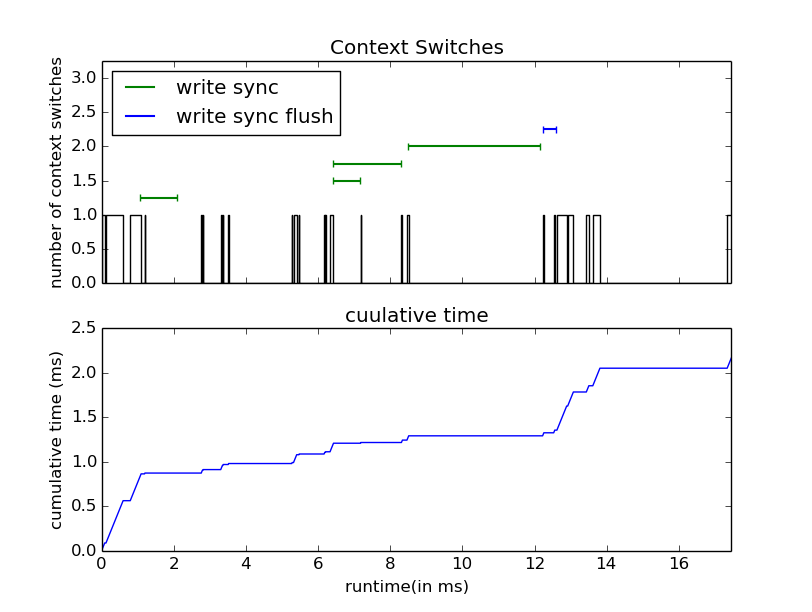 Context Switches
number of context switches
3.0
2.5
2.0
1.5
1.0
0.5
0.0
write sync
write sync flush
cuulative time
cumulative time (ms)
2.5
2.0
1.5
1.0
0.5
0.0
0 2 4 6 8 10 12 14 16
runtime(in ms)